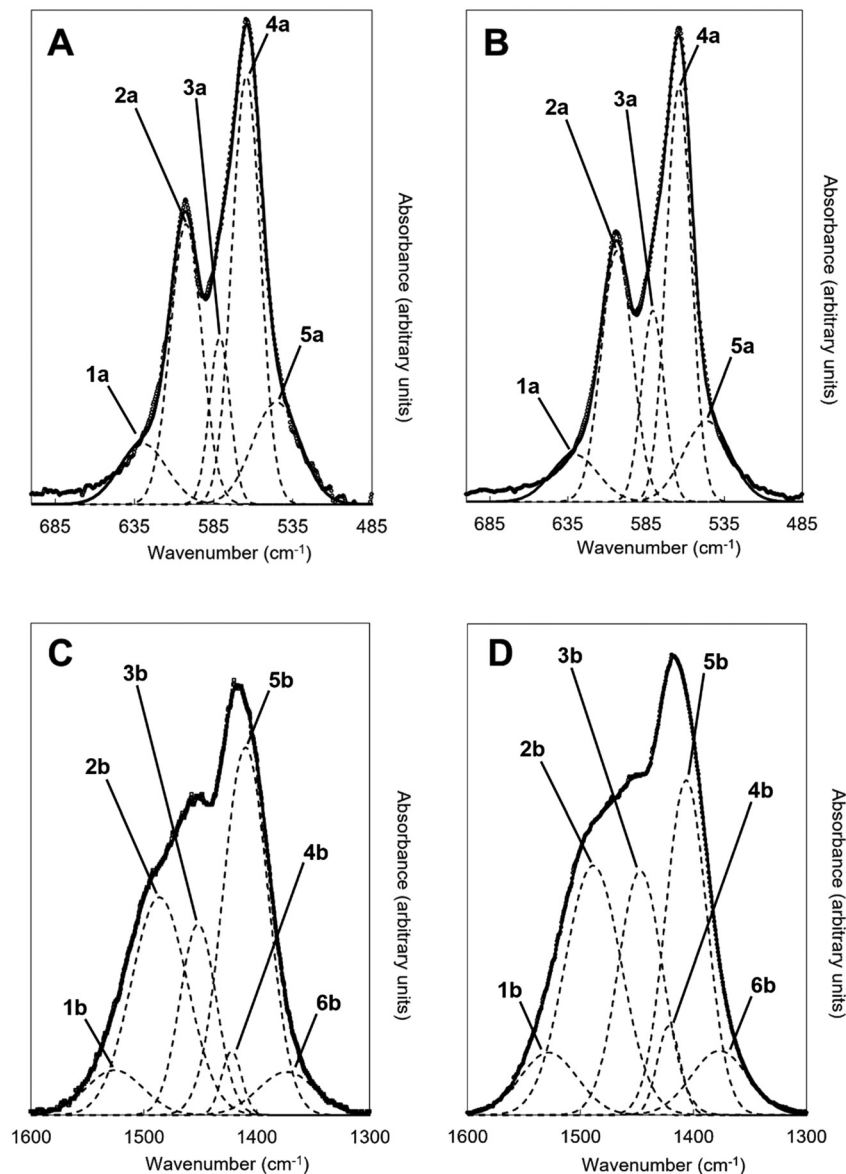 A
1a
2a
3a
4a
5a
685 635 585 535 485
Wavenumber (cm-1)
Absorbance (arbitrary units)
B
1a
2a
3a
4a
5a
685 635 585 535 485
Wavenumber (cm-1)
Absorbance (arbitrary units)
C
1b
2b
3b
4b
5b
6b
1600 1500 1400 1300
Wavenumber (cm-1)
Absorbance (arbitrary units)
D
1b
2b
3b
4b
5b
6b
1600 1500 1400 1300
Wavenumber (cm-1)
Absorbance (arbitrary units)